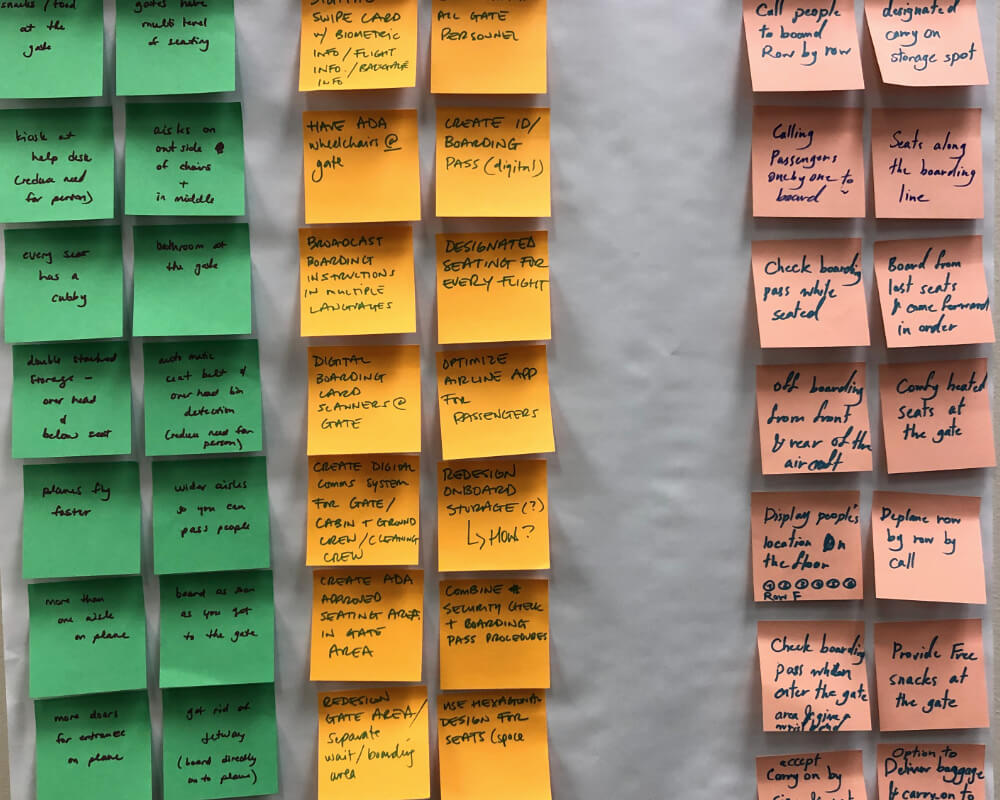 snacks / food
at the
gate
gates have
multi level
of seating
kiosk at
help desk
(reduce need
for person)
aisles on
outside
of chairs
+
in middle
every seat
has a
cubby
bathroom at
the gate
double stacked
storage -
over head
&
below seat
automatic
seat belt &
over head bin
detection
(reduce need for
person)
planes fly
faster
wider aisles
so you can
pass people
more than
one aisle
on plane
board as soon
as you get
to the gate
more doors
for entrance
on plane
get rid of
jetway
(board directly
on to plane)
SWIPE CARD
W/ BIOMETRIC
INFO/FLIGHT
INFO./BAGGAGE
INFO
ALL GATE
PERSONNEL
HAVE ADA
wheelchairs @
gate
CREATE ID/
BOARDING
PASS (digital)
BROADCAST
BOARDING
INSTRUCTIONS
IN MULTIPLE
LANGUAGES
DESIGNATED
SEATING FOR
EVERY FLIGHT
DIGITAL
BOARDING
CARD
SCANNERS @
GATE
OPTIMIZE
AIRLINE APP
FOR
PASSENGERS
CREATE DIGITAL
COMMS SYSTEM
FOR GATE/
CABIN + GROUND
CREW/CLEANING
CREW
REDESIGN
ONBOARD
STORAGE (?)
↳ HOW?
CREATE ADA
APPROVED
SEATING AREAS
IN GATE
AREA
COMBINE
SECURITY CHECK
+ BOARDING
PASS PROCEDURES
REDESIGN
GATE AREA/
separate
wait/boarding
area
USE HEXAGONAL
DESIGN FOR
SEATS (space
Call people
to board
Row by row
designated
carry on
storage spot
Calling
Passengers
one by one to
board
Seats along
the boarding
line
Check boarding
pass while
seated
Board from
last seats
& come forward
in order
off boarding
from front
& rear of the
aircraft
Comfy heated
seats at
the gate
Display people's
location on
the floor
Row F
Deplane row
by row by
call
Check boarding
pass when
enter the gate
area & give
Provide Free
snacks at
the gate
accept
Carry on by
Option to
Deliver baggage
& carry on to